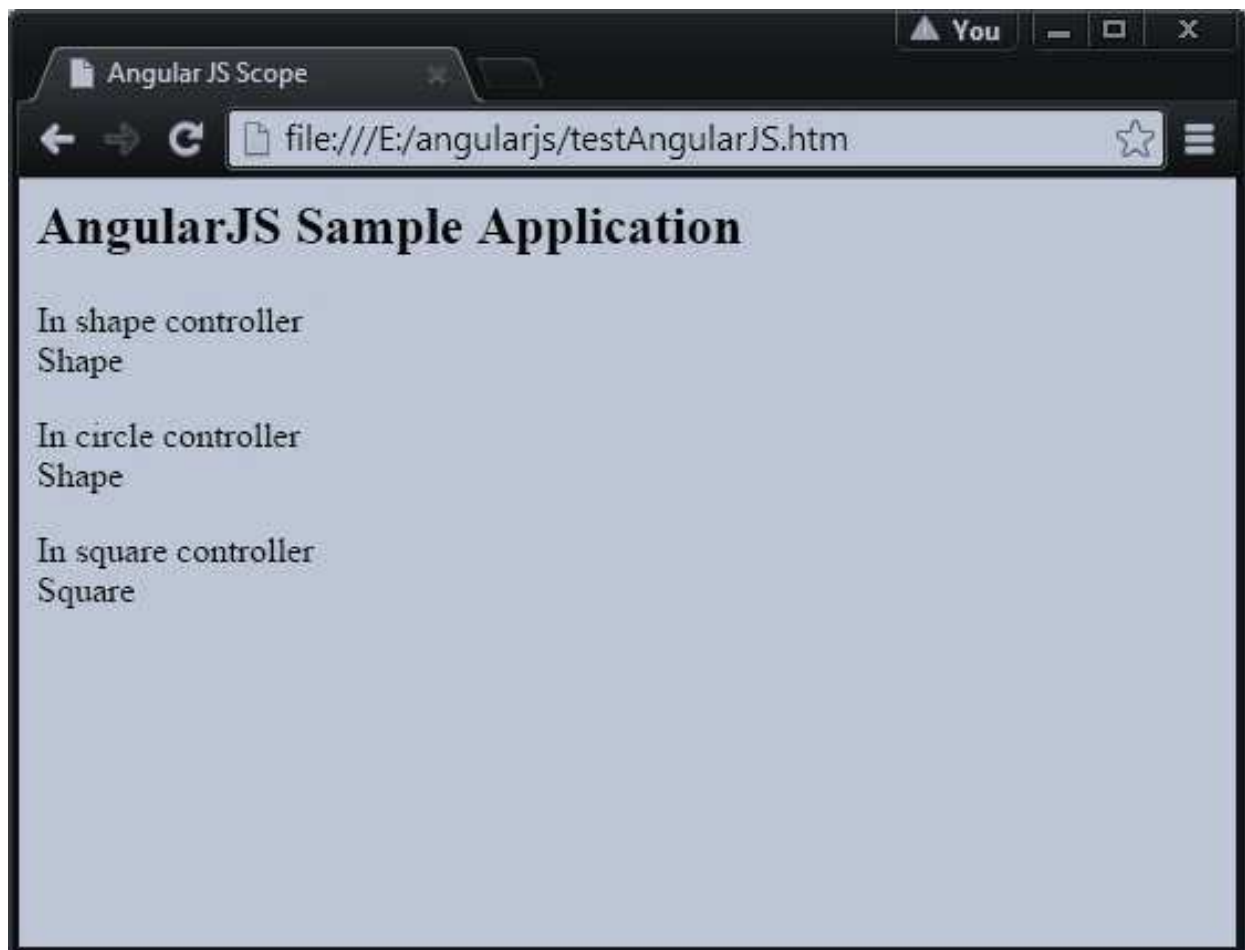 You
Angular JS Scope
file:///E:/angularjs/testAngularJS.htm
AngularJS Sample Application
In shape controller
Shape
In circle controller
Shape
In square controller
Square